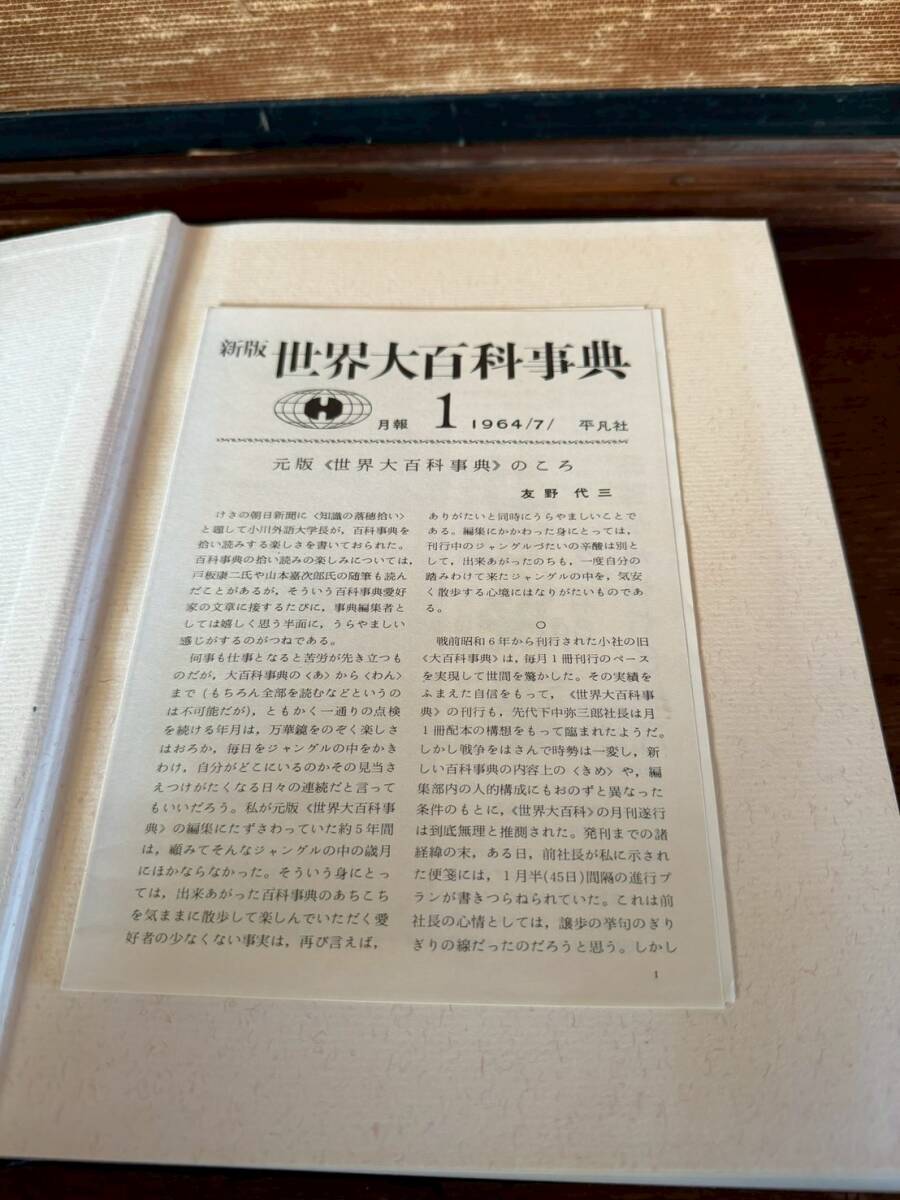 新版 世界大百科事典
H 月報 1 1964/7/ 平凡社
元版《世界大百科事典》のころ
友野代三
けさの朝日新聞に〈知識の落穂拾い〉
と題して小川外語大学長が，百科事典を
拾い読みする楽しさを書いておられた。
百科事典の拾い読みの楽しみについては，
戸板康二氏や山本嘉次郎氏の随筆も読ん
だことがあるが，そういう百科事典愛好
家の文章に接するたびに，事典編集者と
しては嬉しく思う半面に，うらやましい
感じがするのがつねである。
何事も仕事となると苦労が先き立つも
のだが，大百科事典の〈あ〉から〈わん〉
まで（もちろん全部を読むなどというの
は不可能だが），ともかく一通りの点検
を続ける年月は，万華鏡をのぞく楽しさ
はおろか，毎日をジャングルの中をかき
わけ，自分がどこにいるのかその見当さ
えつけがたくなる日々の連続だと言って
もいいだろう。私が元版《世界大百科事
典》の編集にたずさわっていた約5年間
は，顧みてそんなジャングルの中の歳月
にほかならなかった。そういう身にとっ
ては，出来あがった百科事典のあちこち
を気ままに散歩して楽しんでいただく愛
好者の少なくない事実は，再び言えば，
ありがたいと同時にうらやましいことで
ある。編集にかかわった身にとっては，
刊行中のジャングルづたいの辛酸は別と
して，出来あがったのちも，一度自分の
踏みわけて来たジャングルの中を，気安
く散歩する心境にはなりがたいものであ
る。
○
戦前昭和6年から刊行された小社の旧
《大百科事典》は，毎月1冊刊行のペース
を実現して世間を驚かした。その実績を
ふまえた自信をもって，《世界大百科事
典》の刊行も，先代下中弥三郎社長は月
1冊配本の構想をもって臨まれたようだ。
しかし戦争をはさんで時勢は一変し，新
しい百科事典の内容上の〈きめ〉や，編
集部内の人的構成にもおのずと異なった
条件のもとに，《世界大百科》の月刊遂行
は到底無理と推測された。発刊までの諸
経緯の末，ある日，前社長が私に示され
た便箋には，1月半（45日）間隔の進行プ
ランが書きつらねられていた。これは前
社長の心情としては，譲歩の挙句のぎり
ぎりの線だったのだろうと思う。しかし
1